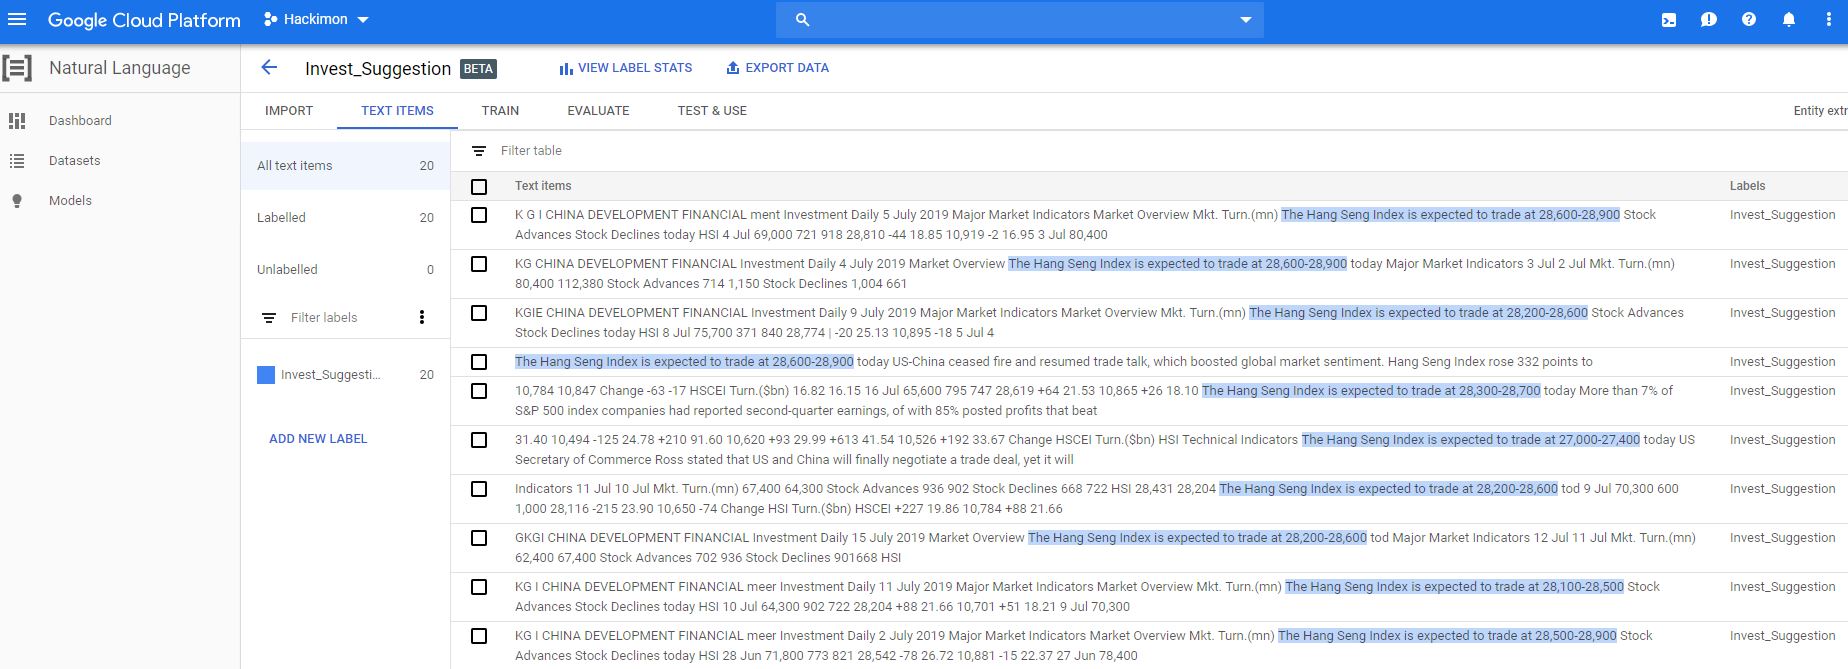 Google Cloud Platform
Hackimon
Natural Language
Invest_Suggestion BETA
VIEW LABEL STATS
EXPORT DATA
IMPORT
TEXT ITEMS
TRAIN
EVALUATE
TEST & USE
Entity extr
Dashboard
Datasets
Models
All text items 20
Labelled 20
Unlabelled 0
Filter labels
Invest_Suggesti... 20
ADD NEW LABEL
Filter table
Text items Labels
K G I CHINA DEVELOPMENT FINANCIAL ment Investment Daily 5 July 2019 Major Market Indicators Market Overview Mkt. Turn.(mn) The Hang Seng Index is expected to trade at 28,600-28,900 Stock Invest_Suggestion
Advances Stock Declines today HSI 4 Jul 69,000 721 918 28,810 -44 18.85 10,919 -2 16.95 3 Jul 80,400
KG CHINA DEVELOPMENT FINANCIAL Investment Daily 4 July 2019 Market Overview The Hang Seng Index is expected to trade at 28,600-28,900 today Major Market Indicators 3 Jul 2 Jul Mkt. Turn.(mn) Invest_Suggestion
80,400 112,380 Stock Advances 714 1,150 Stock Declines 1,004 661
KGIE CHINA DEVELOPMENT FINANCIAL Investment Daily 9 July 2019 Major Market Indicators Market Overview Mkt. Turn.(mn) The Hang Seng Index is expected to trade at 28,200-28,600 Stock Advances Invest_Suggestion
Stock Declines today HSI 8 Jul 75,700 371 840 28,774 | -20 25.13 10,895 -18 5 Jul 4
The Hang Seng Index is expected to trade at 28,600-28,900 today US-China ceased fire and resumed trade talk, which boosted global market sentiment. Hang Seng Index rose 332 points to Invest_Suggestion
10,784 10,847 Change -63 -17 HSCEI Turn.($bn) 16.82 16.15 16 Jul 65,600 795 747 28,619 +64 21.53 10,865 +26 18.10 The Hang Seng Index is expected to trade at 28,300-28,700 today More than 7% of Invest_Suggestion
S&P 500 index companies had reported second-quarter earnings, of with 85% posted profits that beat
31.40 10,494 -125 24.78 +210 91.60 10,620 +93 29.99 +613 41.54 10,526 +192 33.67 Change HSCEI Turn.($bn) HSI Technical Indicators The Hang Seng Index is expected to trade at 27,000-27,400 today US Invest_Suggestion
Secretary of Commerce Ross stated that US and China will finally negotiate a trade deal, yet it will
Indicators 11 Jul 10 Jul Mkt. Turn.(mn) 67,400 64,300 Stock Advances 936 902 Stock Declines 668 722 HSI 28,431 28,204 The Hang Seng Index is expected to trade at 28,200-28,600 tod 9 Jul 70,300 600 Invest_Suggestion
1,000 28,116 -215 23.90 10,650 -74 Change HSI Turn.($bn) HSCEI +227 19.86 10,784 +88 21.66
GKGI CHINA DEVELOPMENT FINANCIAL Investment Daily 15 July 2019 Market Overview The Hang Seng Index is expected to trade at 28,200-28,600 tod Major Market Indicators 12 Jul 11 Jul Mkt. Turn.(mn) Invest_Suggestion
62,400 67,400 Stock Advances 702 936 Stock Declines 901668 HSI
KG I CHINA DEVELOPMENT FINANCIAL meer Investment Daily 11 July 2019 Major Market Indicators Market Overview Mkt. Turn.(mn) The Hang Seng Index is expected to trade at 28,100-28,500 Stock Invest_Suggestion
Advances Stock Declines today HSI 10 Jul 64,300 902 722 28,204 +88 21.66 10,701 +51 18.21 9 Jul 70,300
KG I CHINA DEVELOPMENT FINANCIAL meer Investment Daily 2 July 2019 Major Market Indicators Market Overview Mkt. Turn.(mn) The Hang Seng Index is expected to trade at 28,500-28,900 Stock Invest_Suggestion
Advances Stock Declines today HSI 28 Jun 71,800 773 821 28,542 -78 26.72 10,881 -15 22.37 27 Jun 78,400